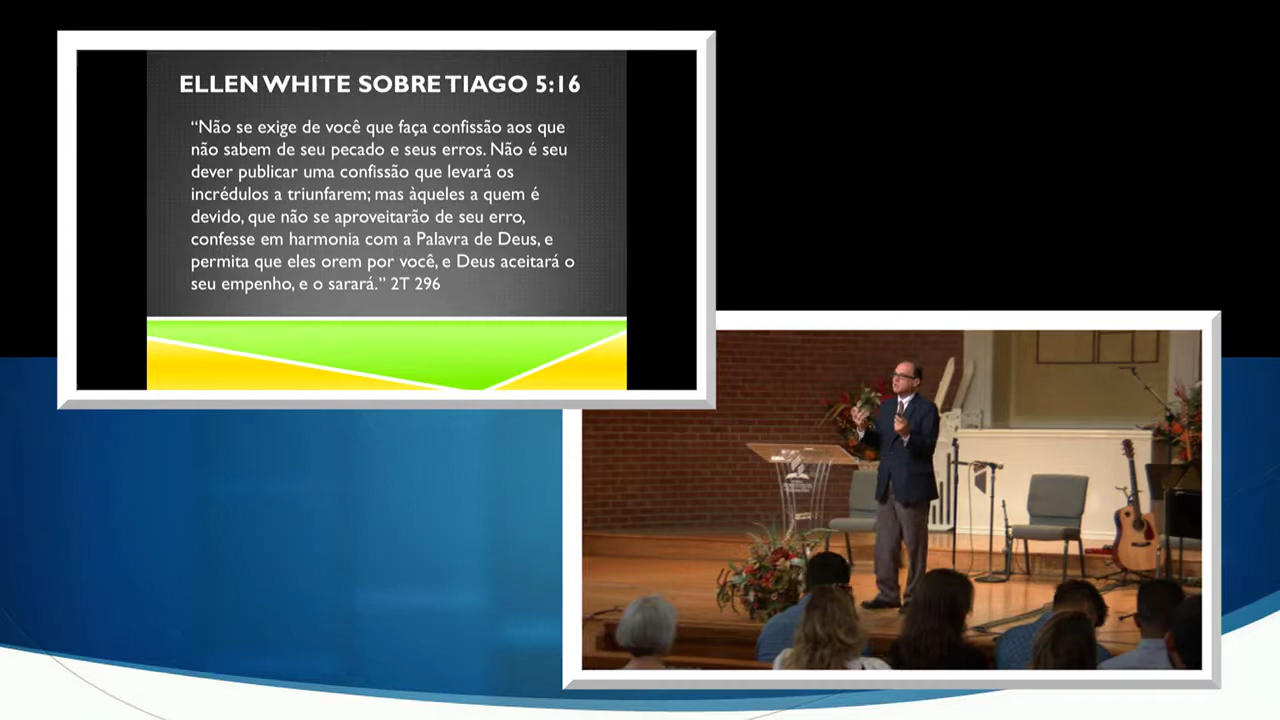 ELLEN WHITE SOBRE TIAGO 5:16
“Não se exige de você que faça confissão aos que
não sabem de seu pecado e seus erros. Não é seu
dever publicar uma confissão que levará os
incrédulos a triunfarem; mas àqueles a quem é
devido, que não se aproveitarão de seu erro,
confesse em harmonia com a Palavra de Deus, e
permita que eles orem por você, e Deus aceitará o
seu empenho, e o sarará.” 2T 296